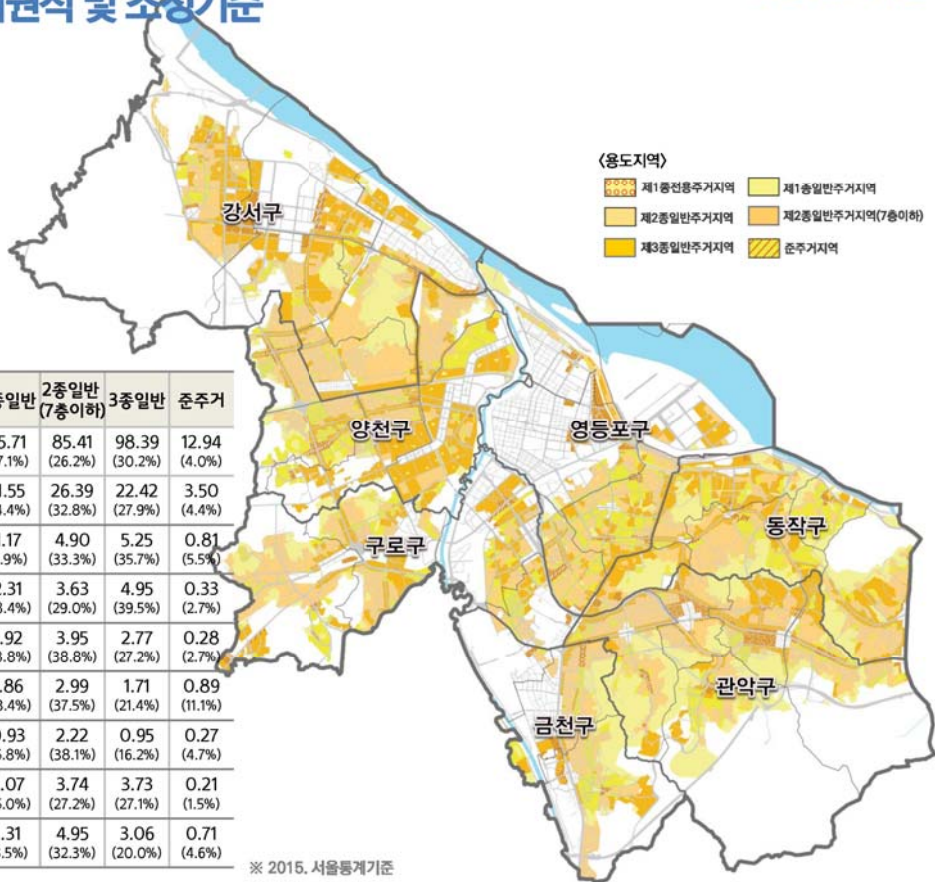 및 조정기준
〈용도지역〉
제1종전용주거지역 제1종일반주거지역
제2종일반주거지역 제2종일반주거지역(7층이하)
제3종일반주거지역 준주거지역
강서구
양천구
영등포구
구로구
동작구
관악구
금천구
2종일반 3종일반 준주거
(7층이하)
85.41 98.39 12.94
(26.2%) (30.2%) (4.0%)
26.39 22.42 3.50
(32.8%) (27.9%) (4.4%)
4.90 5.25 0.81
(33.3%) (35.7%) (5.5%)
3.63 4.95 0.33
(29.0%) (39.5%) (2.7%)
3.95 2.77 0.28
(38.8%) (27.2%) (2.7%)
2.99 1.71 0.89
(37.5%) (21.4%) (11.1%)
2.22 0.95 0.27
(38.1%) (16.2%) (4.7%)
3.74 3.73 0.21
(27.2%) (27.1%) (1.5%)
4.95 3.06 0.71
(32.3%) (20.0%) (4.6%)
※ 2015. 서울통계기준